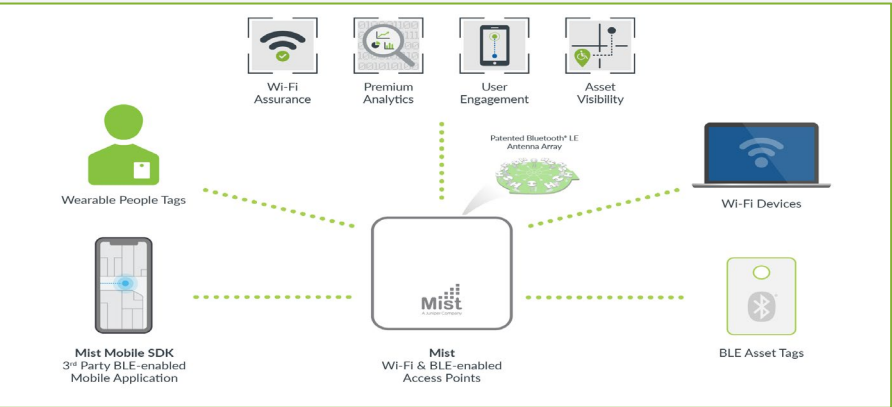 Wi-Fi
Assurance
Premium
Analytics
User
Engagement
Asset
Visibility
Patented Bluetooth® LE
Antenna Array
Wearable People Tags
Wi-Fi Devices
Mist
A Juniper Company
Mist Mobile SDK
3rd Party BLE-enabled
Mobile Application
Mist
Wi-Fi & BLE-enabled
Access Points
BLE Asset Tags